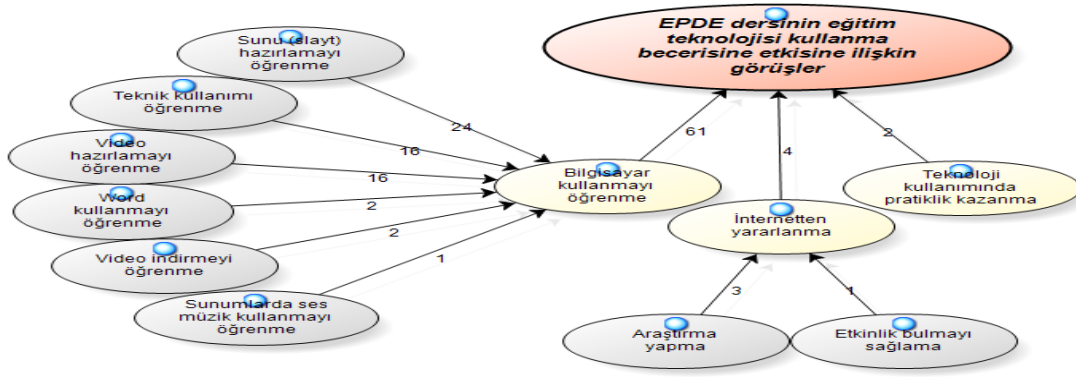 EPDE dersinin eğitim
teknolojisi kullanma
becerisine etkisine ilişkin
görüşler
Sunu (slayt)
hazırlamayı
öğrenme
Teknik kullanımı
öğrenme
Video
hazırlamayı
öğrenme
Word
kullanmayı
öğrenme
Video indirmeyi
öğrenme
Sunumlarda ses
müzik kullanmayı
öğrenme
24
16
16
2
2
1
Bilgisayar
kullanmayı
öğrenme
61
4
2
İnternetten
yararlanma
Teknoloji
kullanımında
pratiklik kazanma
3
1
Araştırma
yapma
Etkinlik bulmayı
sağlama